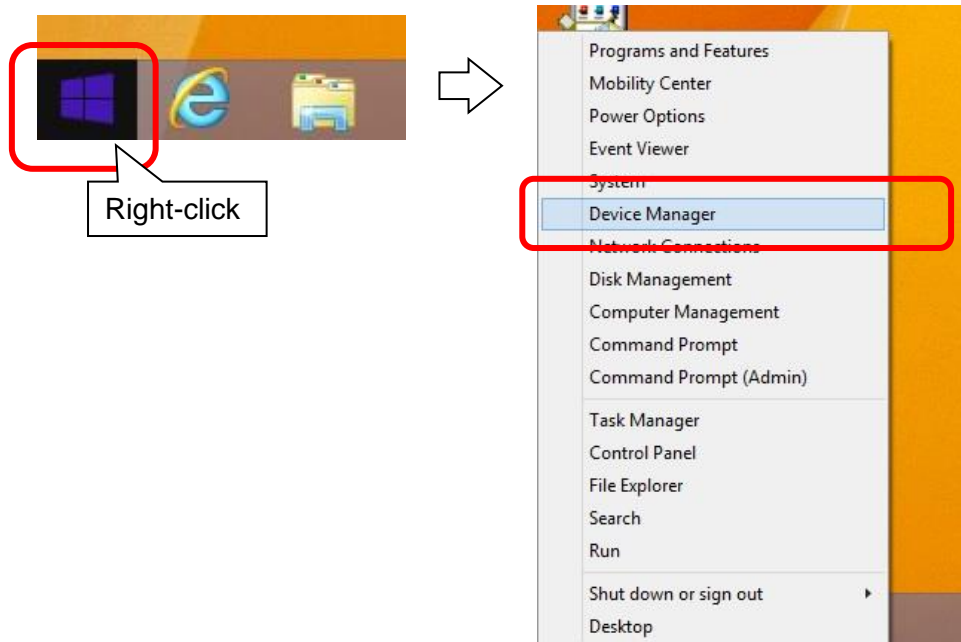 Right-click
Programs and Features
Mobility Center
Power Options
Event Viewer
System
Device Manager
Network Connections
Disk Management
Computer Management
Command Prompt
Command Prompt (Admin)
Task Manager
Control Panel
File Explorer
Search
Run
Shut down or sign out
Desktop